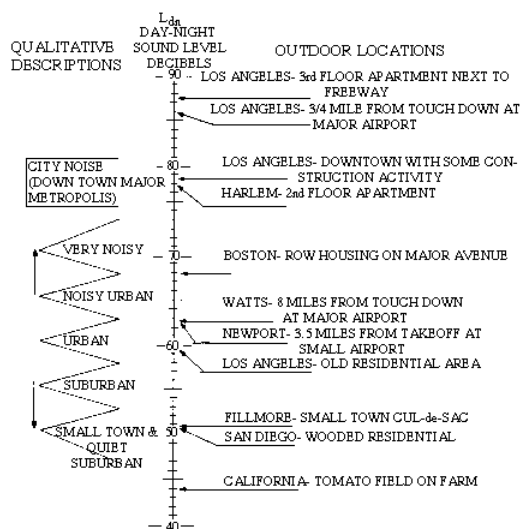 L dn
DAY-NIGHT
SOUND LEVEL
DECIBELS
QUALITATIVE
DESCRIPTIONS
OUTDOOR LOCATIONS
90
LOS ANGELES- 3rd FLOOR APARTMENT NEXT TO
FREEWAY
LOS ANGELES- 3/4 MILE FROM TOUCH DOWN AT
MAJOR AIRPORT
80
CITY NOISE
(DOWN TOWN MAJOR
METROPOLIS)
LOS ANGELES- DOWNTOWN WITH SOME CON-
STRUCTION ACTIVITY
HARLEM- 2nd FLOOR APARTMENT
VERY NOISY
70
BOSTON- ROW HOUSING ON MAJOR AVENUE
NOISY URBAN
WATTS- 8 MILES FROM TOUCH DOWN
AT MAJOR AIRPORT
URBAN
NEWPORT- 3.5 MILES FROM TAKEOFF AT
SMALL AIRPORT
60
LOS ANGELES- OLD RESIDENTIAL AREA
SUBURBAN
FILLMORE- SMALL TOWN CUL-de-SAC
SMALL TOWN &
QUIET
SUBURBAN
50
SAN DIEGO- WOODED RESIDENTIAL
CALIFORNIA- TOMATO FIELD ON FARM
40